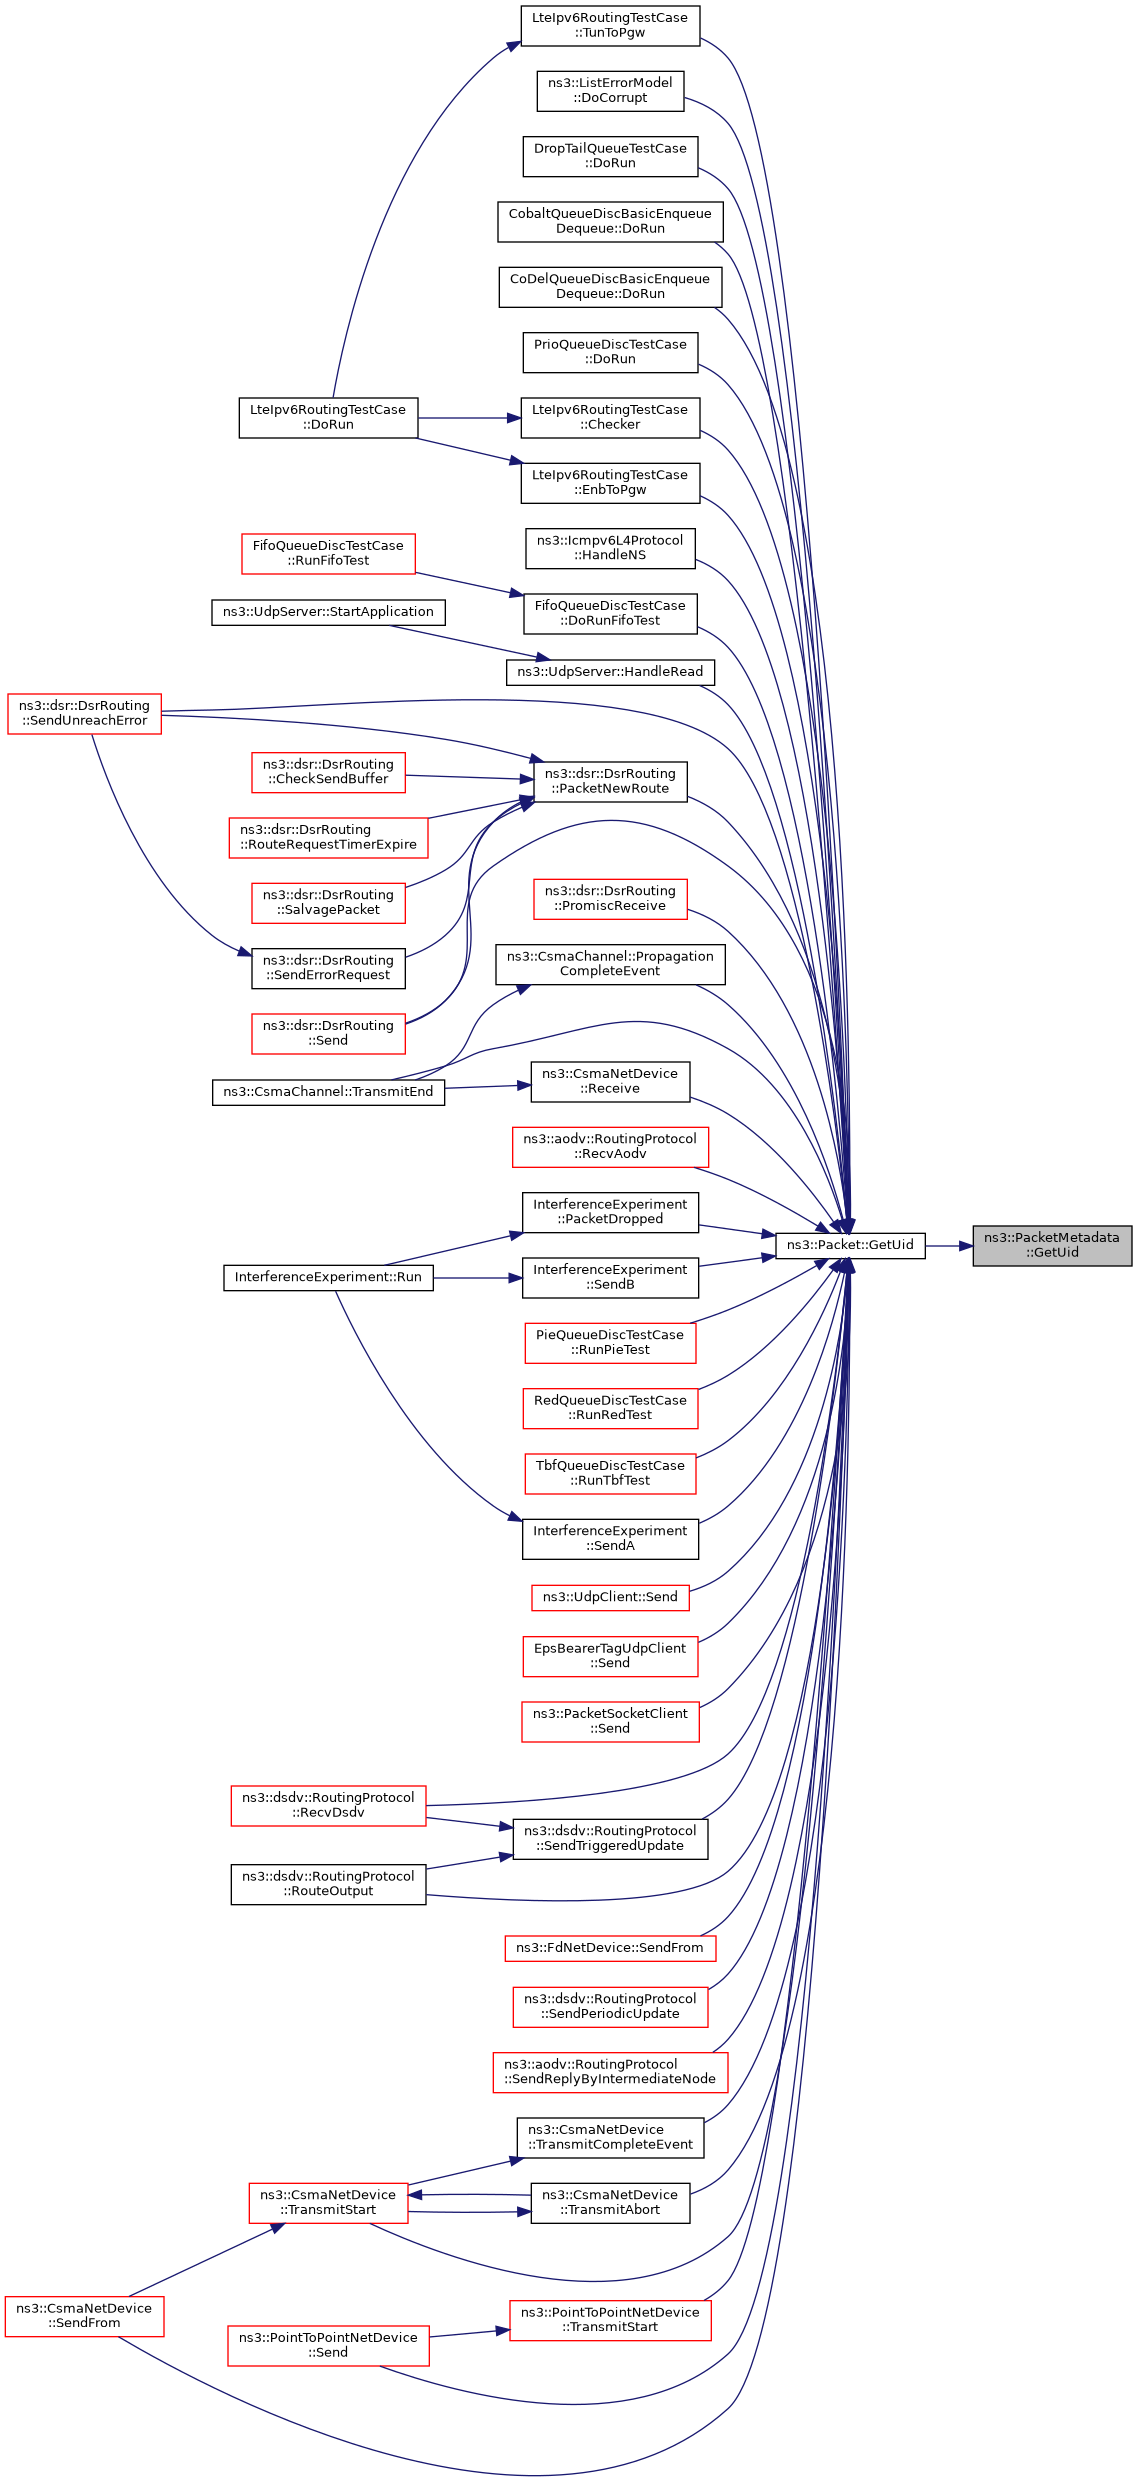 LteIpv6RoutingTestCase
::TunToPgw
ns3::ListErrorModel
::DoCorrupt
DropTailQueueTestCase
::DoRun
CobaltQueueDiscBasicEnqueue
Dequeue::DoRun
CoDelQueueDiscBasicEnqueue
Dequeue::DoRun
PrioQueueDiscTestCase
::DoRun
LteIpv6RoutingTestCase
::DoRun
LteIpv6RoutingTestCase
::Checker
LteIpv6RoutingTestCase
::EnbToPgw
ns3::Icmpv6L4Protocol
::HandleNS
FifoQueueDiscTestCase
::RunFifoTest
FifoQueueDiscTestCase
::DoRunFifoTest
ns3::UdpServer::StartApplication
ns3::UdpServer::HandleRead
ns3::dsr::DsrRouting
::SendUnreachError
ns3::dsr::DsrRouting
::CheckSendBuffer
ns3::dsr::DsrRouting
::PacketNewRoute
ns3::dsr::DsrRouting
::RouteRequestTimerExpire
ns3::dsr::DsrRouting
::SalvagePacket
ns3::dsr::DsrRouting
::PromiscReceive
ns3::dsr::DsrRouting
::SendErrorRequest
ns3::CsmaChannel::Propagation
CompleteEvent
ns3::dsr::DsrRouting
::Send
ns3::CsmaChannel::TransmitEnd
ns3::CsmaNetDevice
::Receive
ns3::aodv::RoutingProtocol
::RecvAodv
InterferenceExperiment
::PacketDropped
ns3::Packet::GetUid
ns3::PacketMetadata
::GetUid
InterferenceExperiment::Run
InterferenceExperiment
::SendB
PieQueueDiscTestCase
::RunPieTest
RedQueueDiscTestCase
::RunRedTest
TbfQueueDiscTestCase
::RunTbfTest
InterferenceExperiment
::SendA
ns3::UdpClient::Send
EpsBearerTagUdpClient
::Send
ns3::PacketSocketClient
::Send
ns3::dsdv::RoutingProtocol
::RecvDsdv
ns3::dsdv::RoutingProtocol
::SendTriggeredUpdate
ns3::dsdv::RoutingProtocol
::RouteOutput
ns3::FdNetDevice::SendFrom
ns3::dsdv::RoutingProtocol
::SendPeriodicUpdate
ns3::aodv::RoutingProtocol
::SendReplyByIntermediateNode
ns3::CsmaNetDevice
::TransmitCompleteEvent
ns3::CsmaNetDevice
::TransmitStart
ns3::CsmaNetDevice
::TransmitAbort
ns3::CsmaNetDevice
::SendFrom
ns3::PointToPointNetDevice
::TransmitStart
ns3::PointToPointNetDevice
::Send